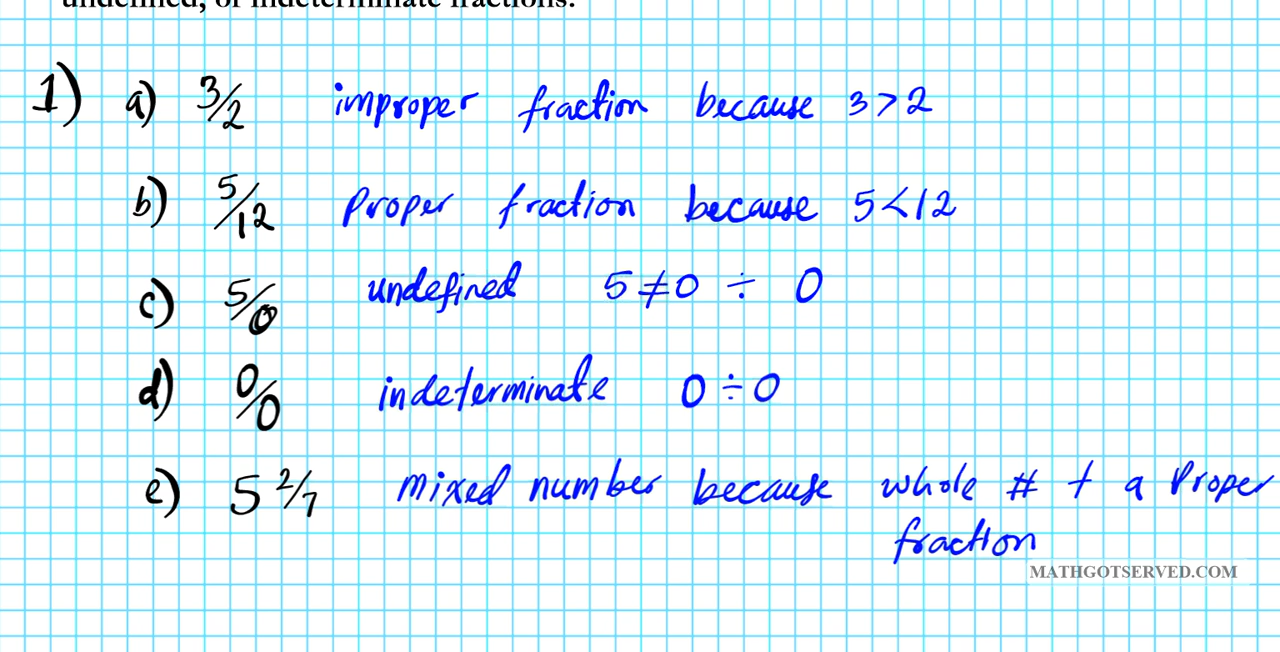 undefined, or indeterminate fractions.
1) a) 3/2 improper fraction because 3 > 2
b) 5/12 Proper fraction because 5 < 12
c) 5/0 undefined 5 ≠ 0 ÷ 0
d) 0/0 indeterminate 0 ÷ 0
e) 5 2/7 mixed number because whole # + a Proper
fraction
MATHGOTSERVED.COM